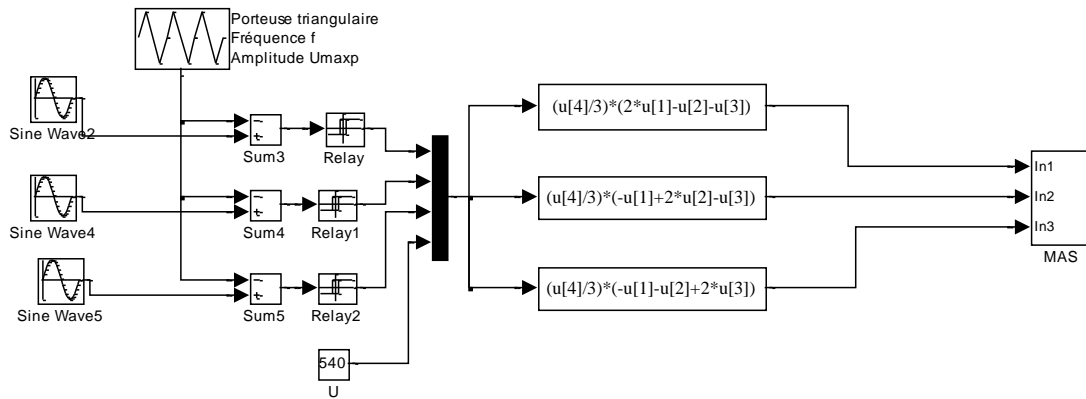 Porteuse triangulaire
Fréquence f
Amplitude Umaxp
Sine Wave2
Sum3
Relay
(u[4]/3)*(2*u[1]-u[2]-u[3])
In1
Sine Wave4
Sum4
Relay1
(u[4]/3)*(-u[1]+2*u[2]-u[3])
In2
In3
MAS
Sine Wave5
Sum5
Relay2
(u[4]/3)*(-u[1]-u[2]+2*u[3])
540
U